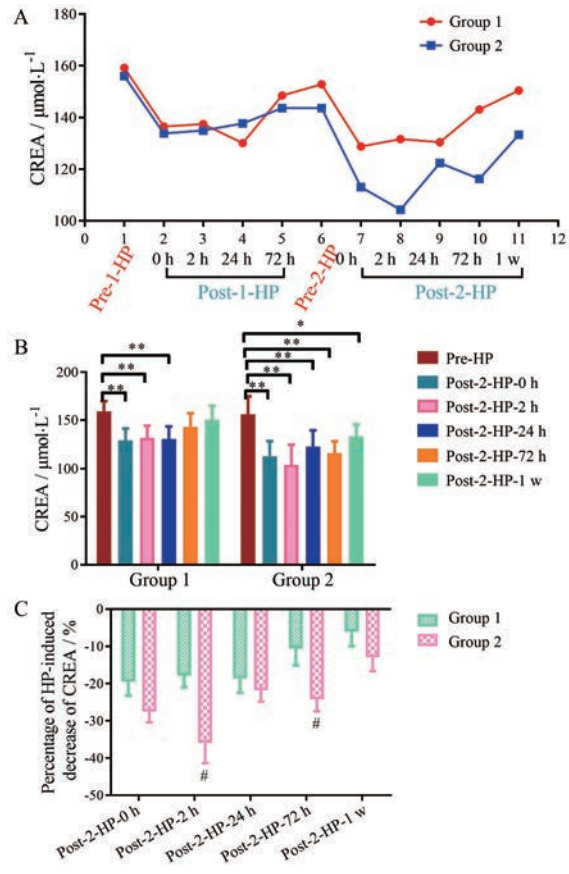 A
CREA / μmol·L⁻¹
180
160
140
120
100
Group 1
Group 2
0 1 2 3 4 5 6 7 8 9 10 11 12
0 h 2 h 24 h 72 h 0 h 2 h 24 h 72 h 1 w
Pre-1-HP
Post-1-HP
Pre-2-HP
Post-2-HP
B
CREA / μmol·L⁻¹
200
150
100
50
0
** ** **
** ** ** ** *
Group 1 Group 2
Pre-HP
Post-2-HP-0 h
Post-2-HP-2 h
Post-2-HP-24 h
Post-2-HP-72 h
Post-2-HP-1 w
C
Percentage of HP-induced
decrease of CREA / %
0
-10
-20
-30
-40
-50
# #
Group 1
Group 2
Post-2-HP-0 h
Post-2-HP-2 h
Post-2-HP-24 h
Post-2-HP-72 h
Post-2-HP-1 w